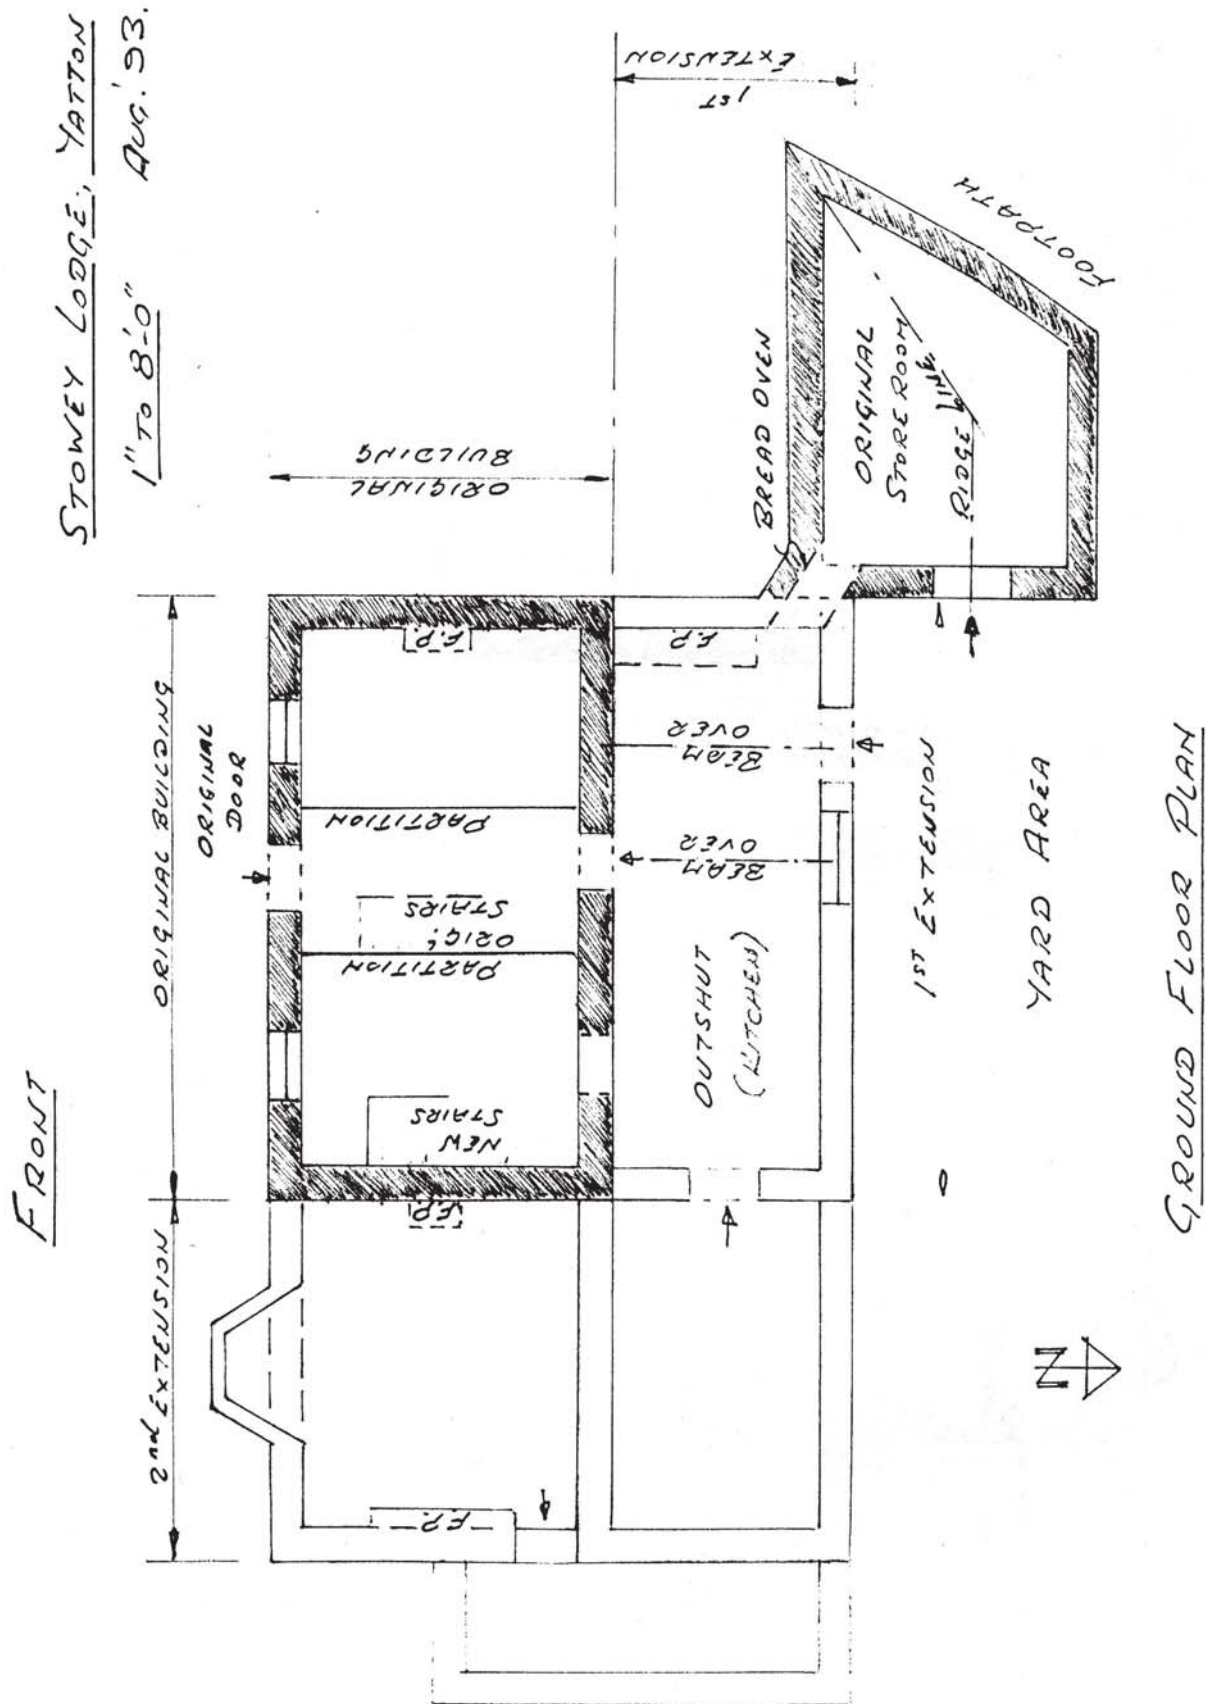 STOWEY LODGE, YATTON
1" TO 8'-0" AUG. '93.
FRONT
2nd EXTENSION
ORIGINAL BUILDING
ORIGINAL
DOOR
ORIGINAL
BUILDING
1ST
EXTENSION
F.P.
PARTITION
ORIG'
STAIRS
PARTITION
NEW
STAIRS
F.P.
F.P.
F.P.
BEAM
OVER
BEAM
OVER
OUTSHUT
(KITCHEN)
BREAD OVEN
ORIGINAL
STORE ROOM
RIDGE LINE
FOOTPATH
1ST EXTENSION
YARD AREA
N
GROUND FLOOR PLAN